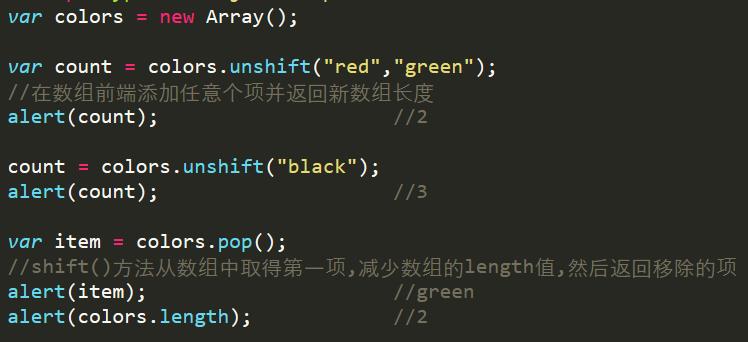 var colors = new Array();
var count = colors.unshift("red","green");
//在数组前端添加任意个项并返回新数组长度
alert(count); //2
count = colors.unshift("black");
alert(count); //3
var item = colors.pop();
//shift()方法从数组中取得第一项,减少数组的length值,然后返回移除的项
alert(item); //green
alert(colors.length); //2